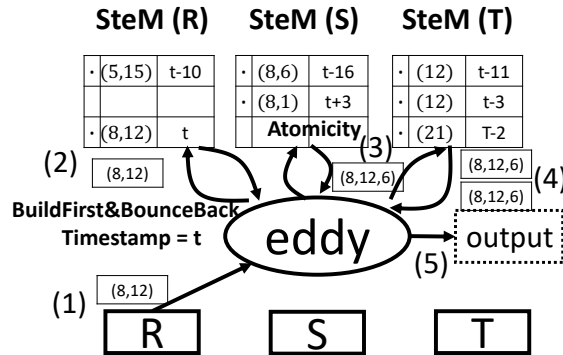 SteM (R) SteM (S) SteM (T)
· (5,15) t-10 · (8,6) t-16 · (12) t-11
· (8,1) t+3 · (12) t-3
· (8,12) t Atomicity · (21) T-2
(2) (8,12) (3) (8,12,6) (8,12,6) (4)
(8,12,6)
BuildFirst&BounceBack
Timestamp = t
eddy output
(5)
(1) (8,12)
R S T